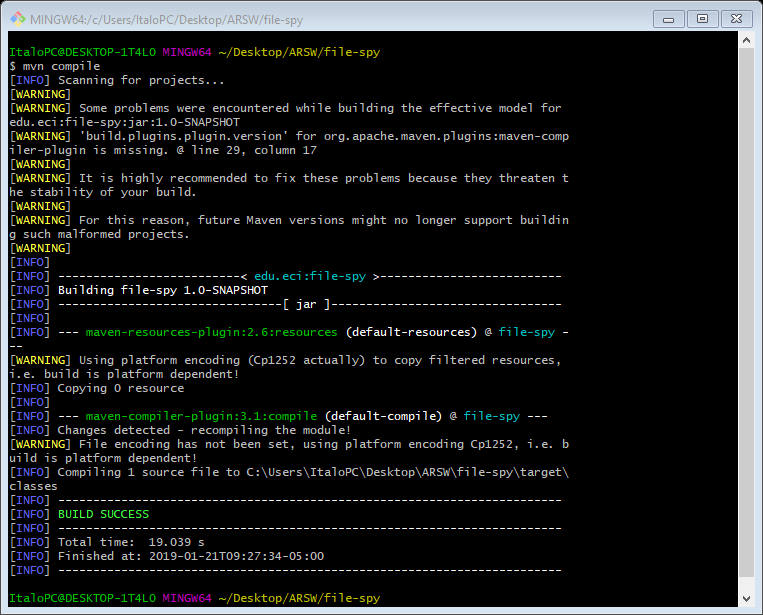 MINGW64:/c/Users/ItaloPC/Desktop/ARSW/file-spy
ItaloPC@DESKTOP-1T4LO MINGW64 ~/Desktop/ARSW/file-spy
$ mvn compile
[INFO] Scanning for projects...
[WARNING]
[WARNING] Some problems were encountered while building the effective model for
edu.eci:file-spy:jar:1.0-SNAPSHOT
[WARNING] 'build.plugins.plugin.version' for org.apache.maven.plugins:maven-comp
iler-plugin is missing. @ line 29, column 17
[WARNING]
[WARNING] It is highly recommended to fix these problems because they threaten t
he stability of your build.
[WARNING]
[WARNING] For this reason, future Maven versions might no longer support buildin
g such malformed projects.
[WARNING]
[INFO]
[INFO] --------------------------< edu.eci:file-spy >--------------------------
[INFO] Building file-spy 1.0-SNAPSHOT
[INFO] --------------------------------[ jar ]---------------------------------
[INFO]
[INFO] --- maven-resources-plugin:2.6:resources (default-resources) @ file-spy -
--
[WARNING] Using platform encoding (Cp1252 actually) to copy filtered resources,
i.e. build is platform dependent!
[INFO] Copying 0 resource
[INFO]
[INFO] --- maven-compiler-plugin:3.1:compile (default-compile) @ file-spy ---
[INFO] Changes detected - recompiling the module!
[WARNING] File encoding has not been set, using platform encoding Cp1252, i.e. b
uild is platform dependent!
[INFO] Compiling 1 source file to C:\Users\ItaloPC\Desktop\ARSW\file-spy\target\
classes
[INFO] ------------------------------------------------------------------------
[INFO] BUILD SUCCESS
[INFO] ------------------------------------------------------------------------
[INFO] Total time:  19.039 s
[INFO] Finished at: 2019-01-21T09:27:34-05:00
[INFO] ------------------------------------------------------------------------
ItaloPC@DESKTOP-1T4LO MINGW64 ~/Desktop/ARSW/file-spy